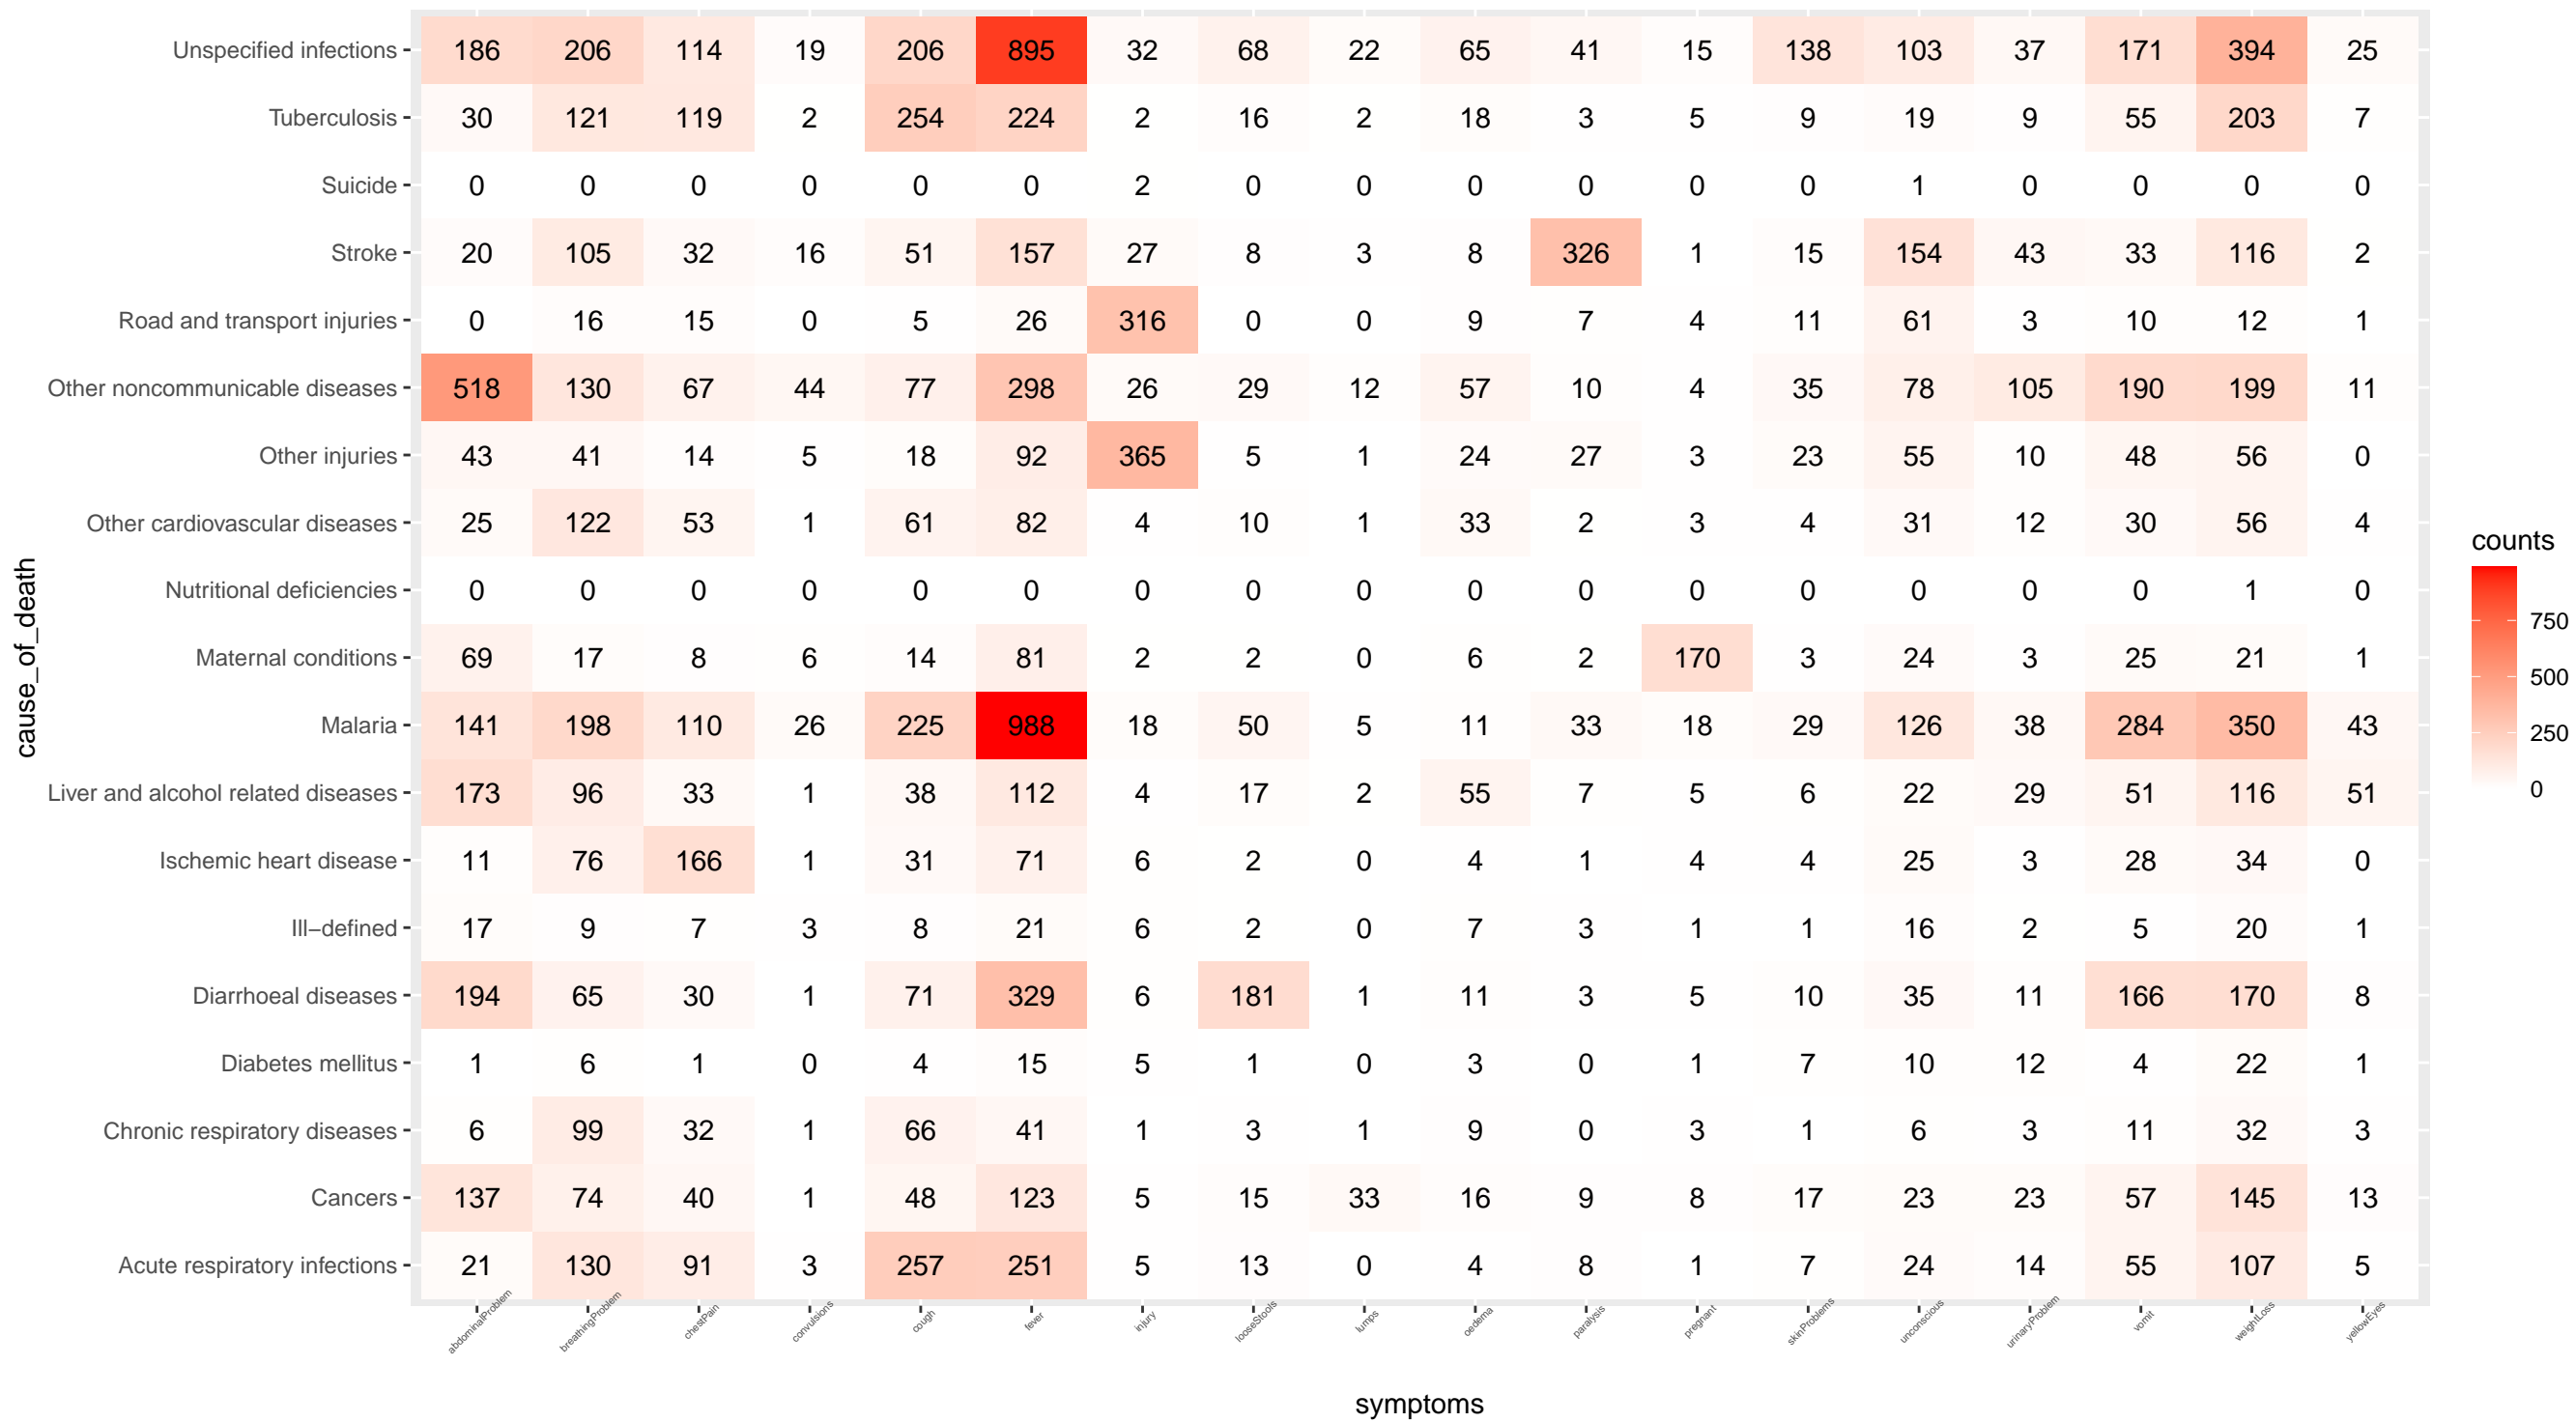 Unspecified infections 186 206 114 19 206 895 32 68 22 65 41 15 138 103 37 171 394 25
Tuberculosis 30 121 119 2 254 224 2 16 2 18 3 5 9 19 9 55 203 7
Suicide 0 0 0 0 0 0 2 0 0 0 0 0 0 1 0 0 0 0
Stroke 20 105 32 16 51 157 27 8 3 8 326 1 15 154 43 33 116 2
Road and transport injuries 0 16 15 0 5 26 316 0 0 9 7 4 11 61 3 10 12 1
Other noncommunicable diseases 518 130 67 44 77 298 26 29 12 57 10 4 35 78 105 190 199 11
Other injuries 43 41 14 5 18 92 365 5 1 24 27 3 23 55 10 48 56 0
Other cardiovascular diseases 25 122 53 1 61 82 4 10 1 33 2 3 4 31 12 30 56 4
Nutritional deficiencies 0 0 0 0 0 0 0 0 0 0 0 0 0 0 0 0 1 0
Maternal conditions 69 17 8 6 14 81 2 2 0 6 2 170 3 24 3 25 21 1
Malaria 141 198 110 26 225 988 18 50 5 11 33 18 29 126 38 284 350 43
Liver and alcohol related diseases 173 96 33 1 38 112 4 17 2 55 7 5 6 22 29 51 116 51
Ischemic heart disease 11 76 166 1 31 71 6 2 0 4 1 4 4 25 3 28 34 0
Ill−defined 17 9 7 3 8 21 6 2 0 7 3 1 1 16 2 5 20 1
Diarrhoeal diseases 194 65 30 1 71 329 6 181 1 11 3 5 10 35 11 166 170 8
Diabetes mellitus 1 6 1 0 4 15 5 1 0 3 0 1 7 10 12 4 22 1
Chronic respiratory diseases 6 99 32 1 66 41 1 3 1 9 0 3 1 6 3 11 32 3
Cancers 137 74 40 1 48 123 5 15 33 16 9 8 17 23 23 57 145 13
Acute respiratory infections 21 130 91 3 257 251 5 13 0 4 8 1 7 24 14 55 107 5
abdominalProblem breathingProblem chestPain convulsions cough fever injury looseStools lumps oedema paralysis pregnant skinProblems unconscious urinaryProblem vomit weightLoss yellowEyes
symptoms
cause_of_death
counts
750
500
250
0